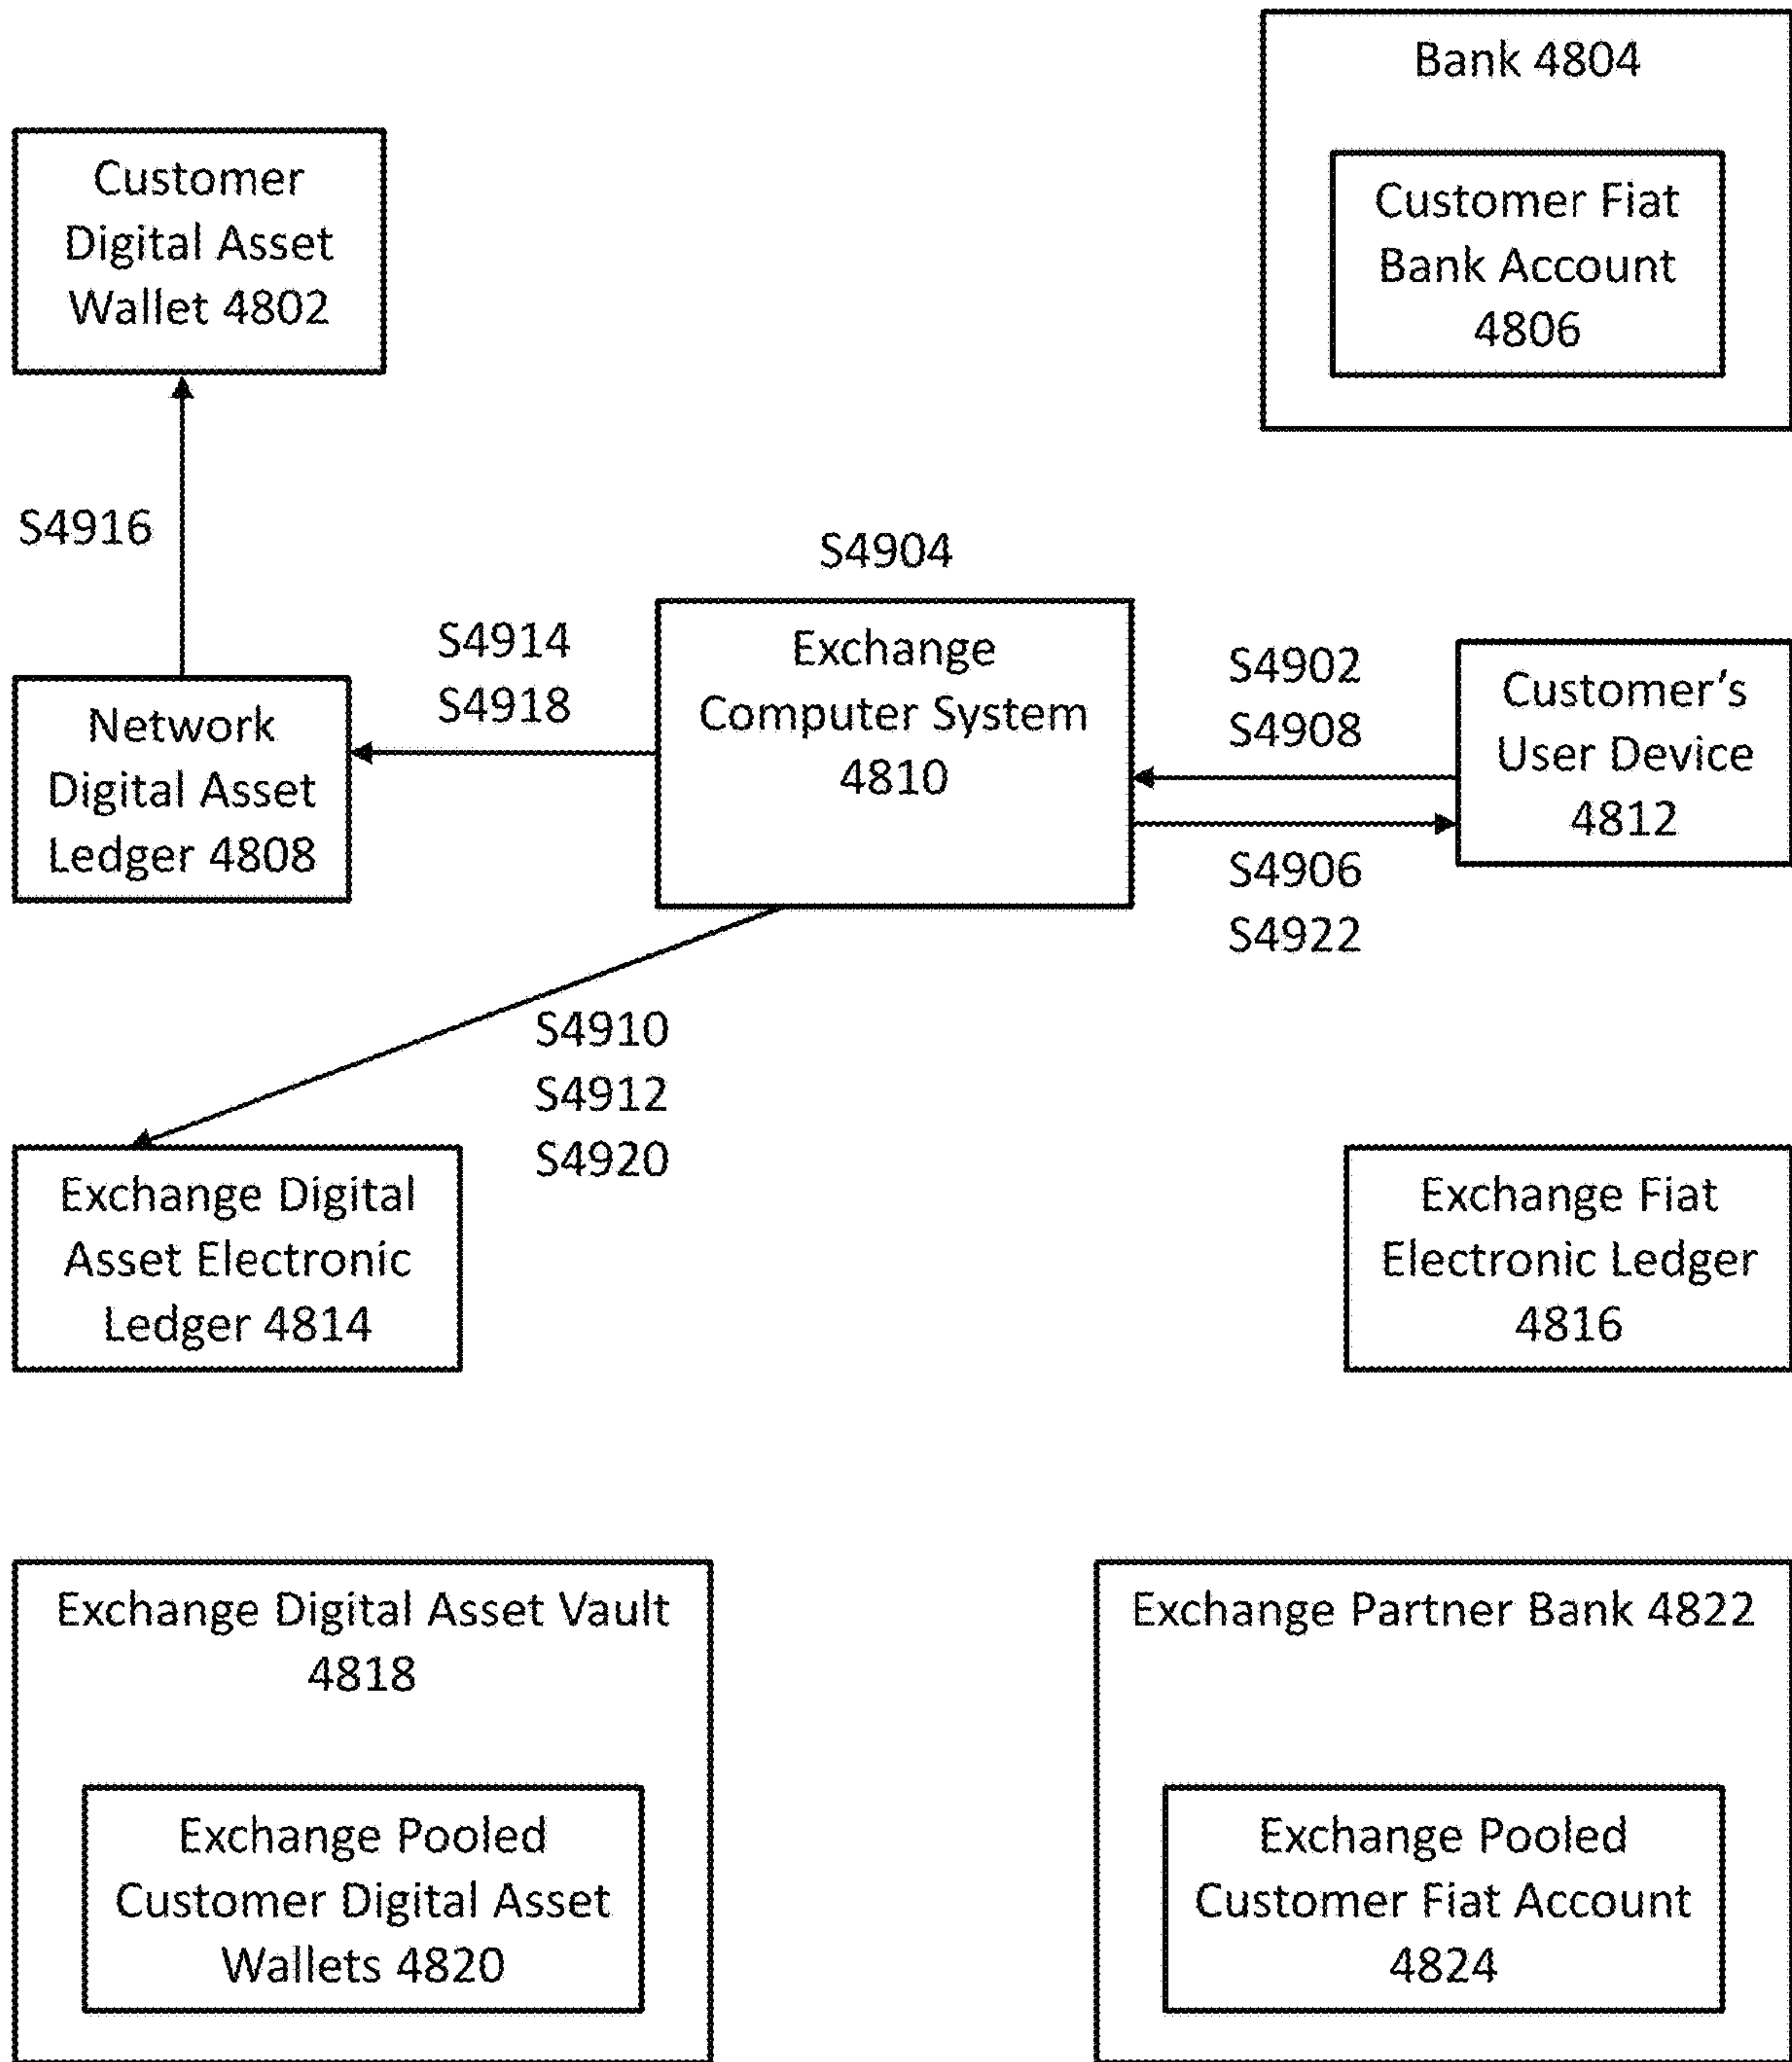 Bank 4804
Customer Fiat
Bank Account
4806
Customer
Digital Asset
Wallet 4802
S4916
S4904
S4914
S4918
Exchange
Computer System
4810
S4902
S4908
Customer's
User Device
4812
Network
Digital Asset
Ledger 4808
S4906
S4922
S4910
S4912
S4920
Exchange Digital
Asset Electronic
Ledger 4814
Exchange Fiat
Electronic Ledger
4816
Exchange Digital Asset Vault
4818
Exchange Pooled
Customer Digital Asset
Wallets 4820
Exchange Partner Bank 4822
Exchange Pooled
Customer Fiat Account
4824